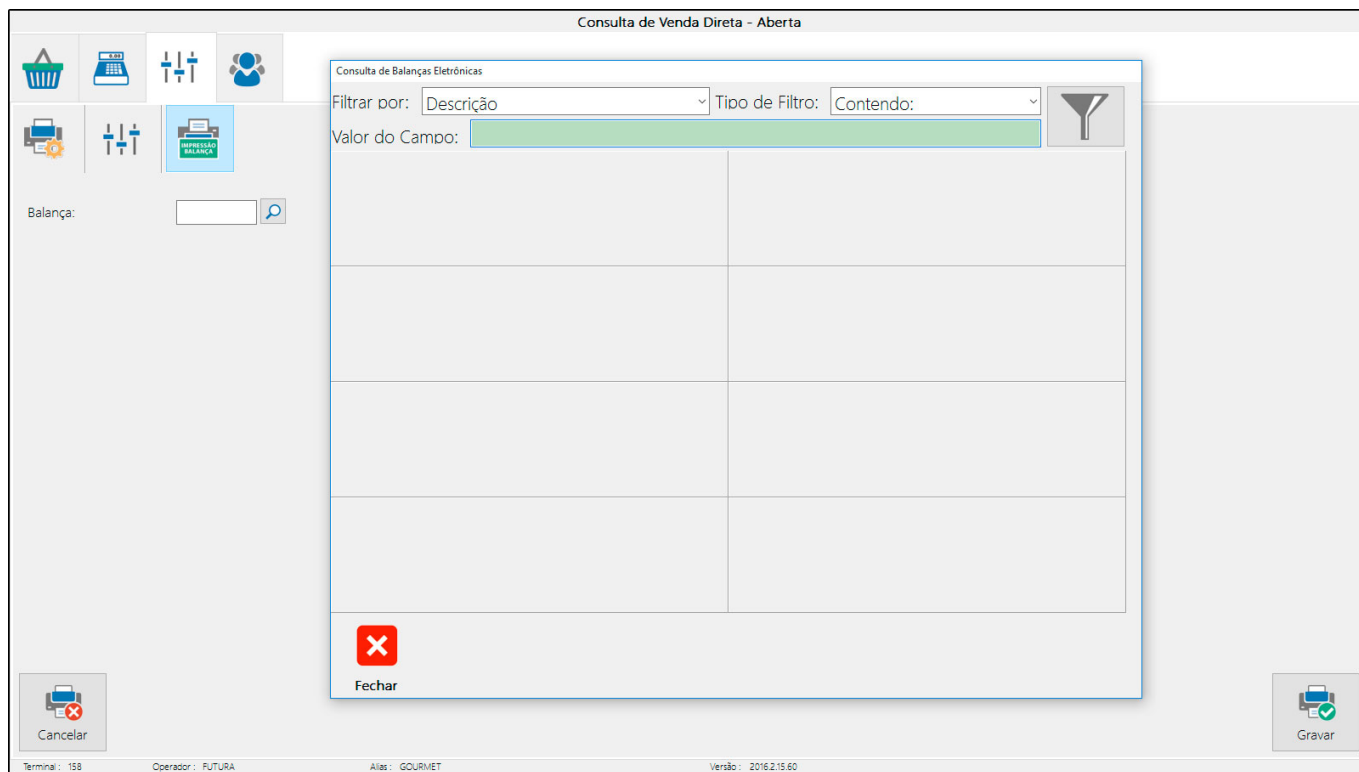 Consulta de Venda Direta - Aberta
Consulta de Balanças Eletrônicas
Filtrar por: Descrição Tipo de Filtro: Contendo:
Valor do Campo:
IMPRESSÃO
BALANÇA
Balança:
Fechar
Cancelar
Gravar
Terminal : 158 Operador : FUTURA Alias : GOURMET Versão : 2016.2.15.60